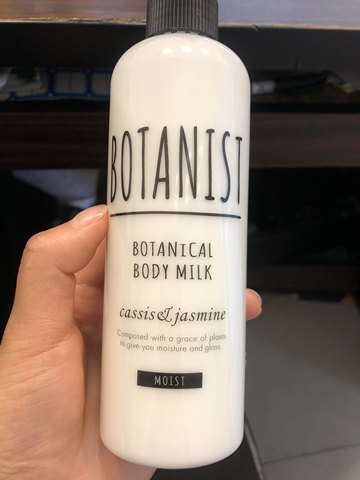 BOTANIST
BOTANICAL
BODY MILK
cassis&jasmine
Composed with a grace of plants
to give you moisture and gloss.
MOIST